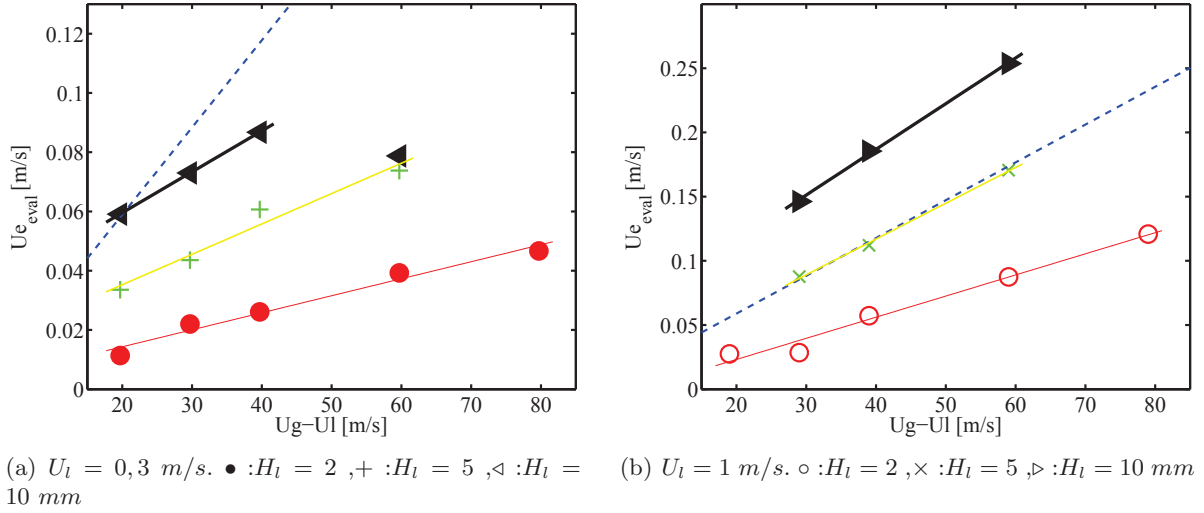 0.12
0.1
0.08
0.06
0.04
0.02
0
Ue_eval [m/s]
20 30 40 50 60 70 80
Ug−Ul [m/s]
0.25
0.2
0.15
0.1
0.05
0
Ue_eval [m/s]
20 30 40 50 60 70 80
Ug−Ul [m/s]
(a) U_l = 0,3 m/s. ● :H_l = 2 ,+ :H_l = 5 ,◃ :H_l =
10 mm
(b) U_l = 1 m/s. ○ :H_l = 2 ,× :H_l = 5 ,▹ :H_l = 10 mm